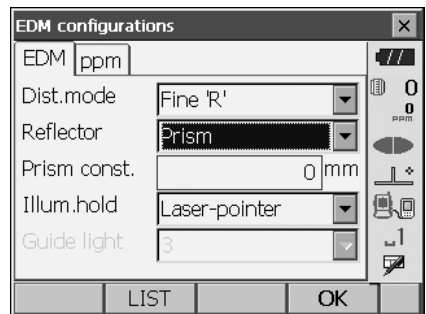 EDM configurations
EDM ppm
Dist.mode Fine 'R'
0
Reflector Prism
0
PPM
Prism const. 0 mm
Illum.hold Laser-pointer
Guide light 3
1
LIST OK